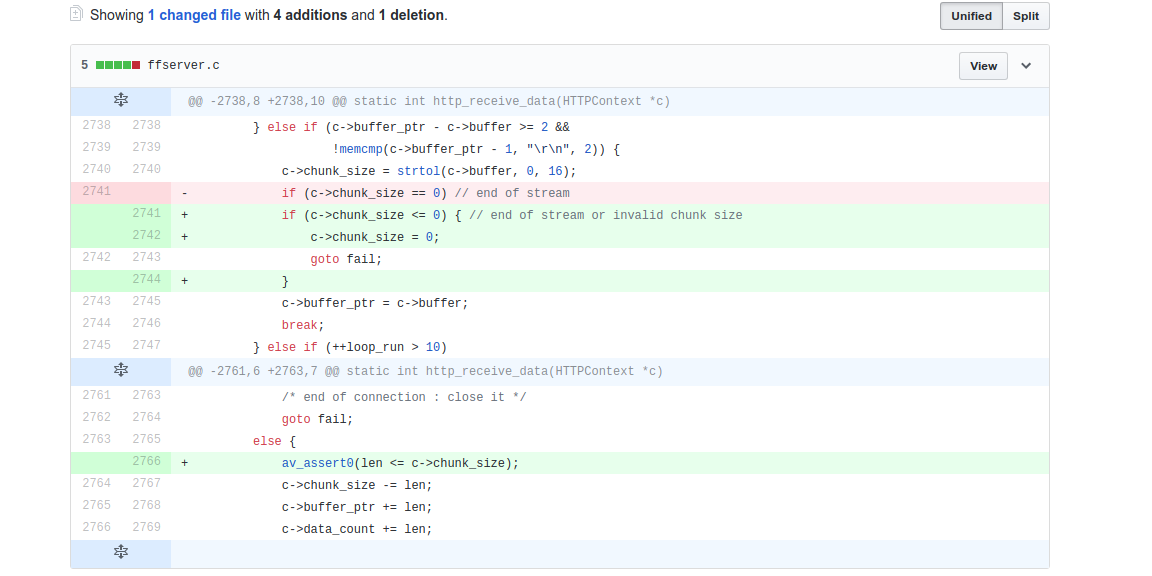 Showing 1 changed file with 4 additions and 1 deletion.
Unified Split
5 ffserver.c View
@@ -2738,8 +2738,10 @@ static int http_receive_data(HTTPContext *c)
2738 2738 } else if (c->buffer_ptr - c->buffer >= 2 &&
2739 2739 !memcmp(c->buffer_ptr - 1, "\r\n", 2)) {
2740 2740 c->chunk_size = strtol(c->buffer, 0, 16);
2741 - if (c->chunk_size == 0) // end of stream
2741 + if (c->chunk_size <= 0) { // end of stream or invalid chunk size
2742 + c->chunk_size = 0;
2742 2743 goto fail;
2744 + }
2743 2745 c->buffer_ptr = c->buffer;
2744 2746 break;
2745 2747 } else if (++loop_run > 10)
@@ -2761,6 +2763,7 @@ static int http_receive_data(HTTPContext *c)
2761 2763 /* end of connection : close it */
2762 2764 goto fail;
2763 2765 else {
2766 + av_assert0(len <= c->chunk_size);
2764 2767 c->chunk_size -= len;
2765 2768 c->buffer_ptr += len;
2766 2769 c->data_count += len;